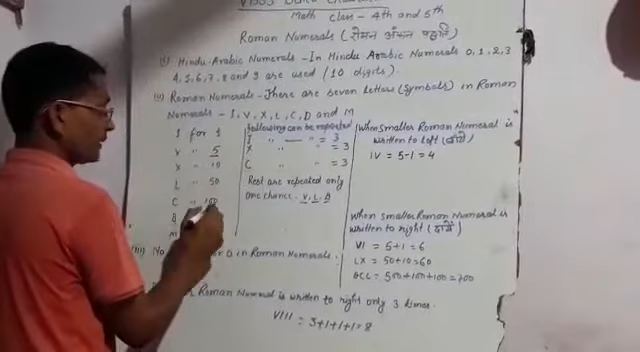 Math class - 4th and 5th
Roman Numerals (रोमन अंकन पद्धति)
(i) Hindu-Arabic Numerals - In Hindu Arabic Numerals 0, 1, 2, 3
4, 5, 6, 7, 8 and 9 are used (10 digits).
(ii) Roman Numerals - There are seven letters (symbols) in Roman
Numerals - I, V, X, L, C, D and M
I for 1
V " 5
X " 10
L " 50
C " 100
following can be repeated
I " = 3
X " " = 3
C " " = 3
Rest are repeated only
one chance. V, L, D
When smaller Roman Numeral is
written to left (बायें)
IV = 5-1 = 4
When smaller Roman Numeral is
written to right (दायें)
VI = 5+1 = 6
LX = 50+10 = 60
DCC = 500+100+100 = 700
(iii) No for 0 in Roman Numerals.
Roman Numeral is written to right only 3 times.
VIII = 5+1+1+1 = 8